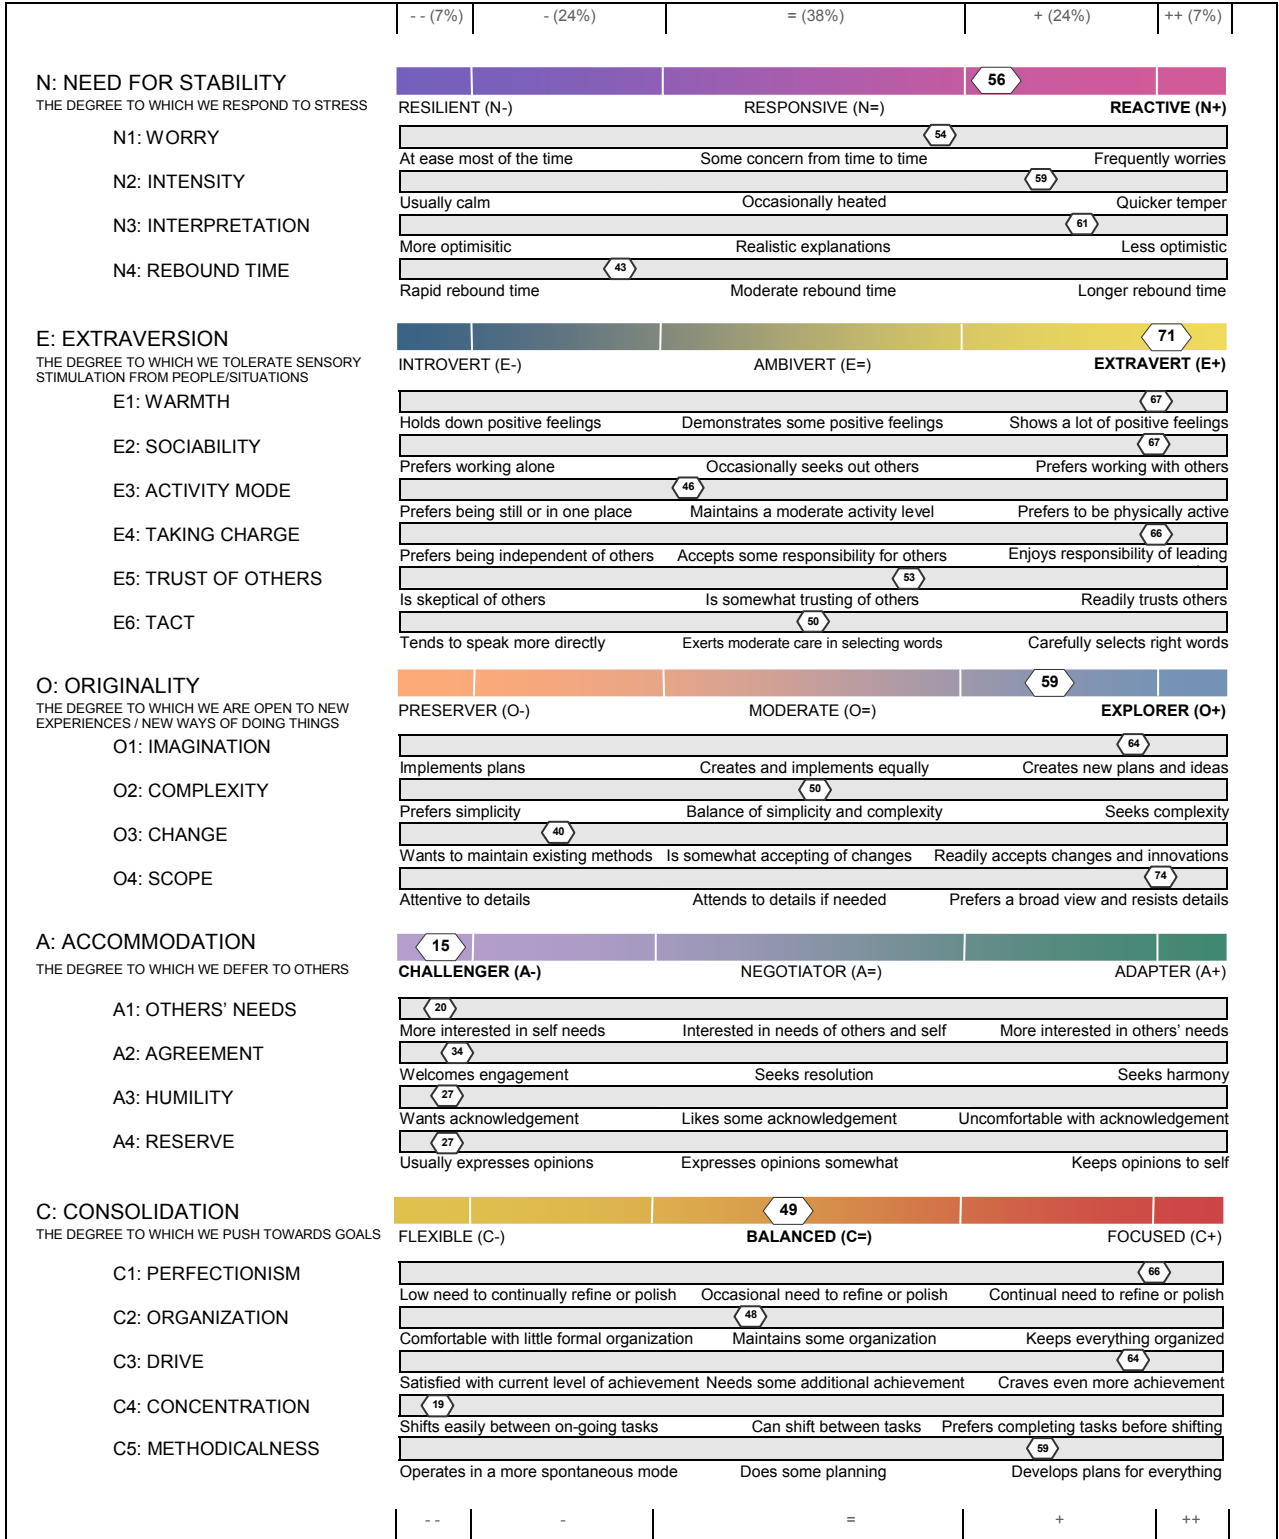 - - (7%) - (24%) = (38%) + (24%) ++ (7%)
N: NEED FOR STABILITY 56
THE DEGREE TO WHICH WE RESPOND TO STRESS RESILIENT (N-) RESPONSIVE (N=) REACTIVE (N+)
N1: WORRY 54
At ease most of the time Some concern from time to time Frequently worries
N2: INTENSITY 59
Usually calm Occasionally heated Quicker temper
N3: INTERPRETATION 61
More optimisitic Realistic explanations Less optimistic
N4: REBOUND TIME 43
Rapid rebound time Moderate rebound time Longer rebound time
E: EXTRAVERSION 71
THE DEGREE TO WHICH WE TOLERATE SENSORY
STIMULATION FROM PEOPLE/SITUATIONS INTROVERT (E-) AMBIVERT (E=) EXTRAVERT (E+)
E1: WARMTH 67
Holds down positive feelings Demonstrates some positive feelings Shows a lot of positive feelings
E2: SOCIABILITY 67
Prefers working alone Occasionally seeks out others Prefers working with others
E3: ACTIVITY MODE 46
Prefers being still or in one place Maintains a moderate activity level Prefers to be physically active
E4: TAKING CHARGE 66
Prefers being independent of others Accepts some responsibility for others Enjoys responsibility of leading
E5: TRUST OF OTHERS 53
Is skeptical of others Is somewhat trusting of others Readily trusts others
E6: TACT 50
Tends to speak more directly Exerts moderate care in selecting words Carefully selects right words
O: ORIGINALITY 59
THE DEGREE TO WHICH WE ARE OPEN TO NEW
EXPERIENCES / NEW WAYS OF DOING THINGS PRESERVER (O-) MODERATE (O=) EXPLORER (O+)
O1: IMAGINATION 64
Implements plans Creates and implements equally Creates new plans and ideas
O2: COMPLEXITY 50
Prefers simplicity Balance of simplicity and complexity Seeks complexity
O3: CHANGE 40
Wants to maintain existing methods Is somewhat accepting of changes Readily accepts changes and innovations
O4: SCOPE 74
Attentive to details Attends to details if needed Prefers a broad view and resists details
A: ACCOMMODATION 15
THE DEGREE TO WHICH WE DEFER TO OTHERS CHALLENGER (A-) NEGOTIATOR (A=) ADAPTER (A+)
A1: OTHERS' NEEDS 20
More interested in self needs Interested in needs of others and self More interested in others' needs
A2: AGREEMENT 34
Welcomes engagement Seeks resolution Seeks harmony
A3: HUMILITY 27
Wants acknowledgement Likes some acknowledgement Uncomfortable with acknowledgement
A4: RESERVE 27
Usually expresses opinions Expresses opinions somewhat Keeps opinions to self
C: CONSOLIDATION 49
THE DEGREE TO WHICH WE PUSH TOWARDS GOALS FLEXIBLE (C-) BALANCED (C=) FOCUSED (C+)
C1: PERFECTIONISM 66
Low need to continually refine or polish Occasional need to refine or polish Continual need to refine or polish
C2: ORGANIZATION 48
Comfortable with little formal organization Maintains some organization Keeps everything organized
C3: DRIVE 64
Satisfied with current level of achievement Needs some additional achievement Craves even more achievement
C4: CONCENTRATION 19
Shifts easily between on-going tasks Can shift between tasks Prefers completing tasks before shifting
C5: METHODICALNESS 59
Operates in a more spontaneous mode Does some planning Develops plans for everything
- - - = + ++